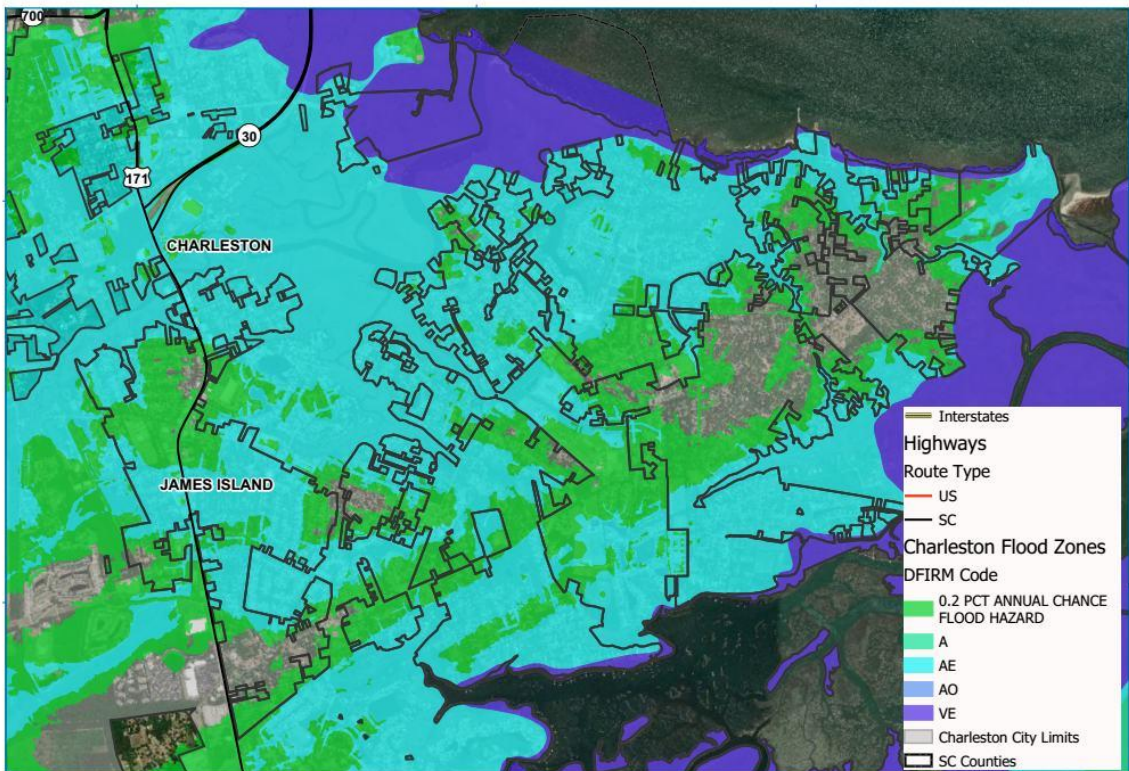 700
30
171
CHARLESTON
JAMES ISLAND
Interstates
Highways
Route Type
US
SC
Charleston Flood Zones
DFIRM Code
0.2 PCT ANNUAL CHANCE
FLOOD HAZARD
A
AE
AO
VE
Charleston City Limits
SC Counties